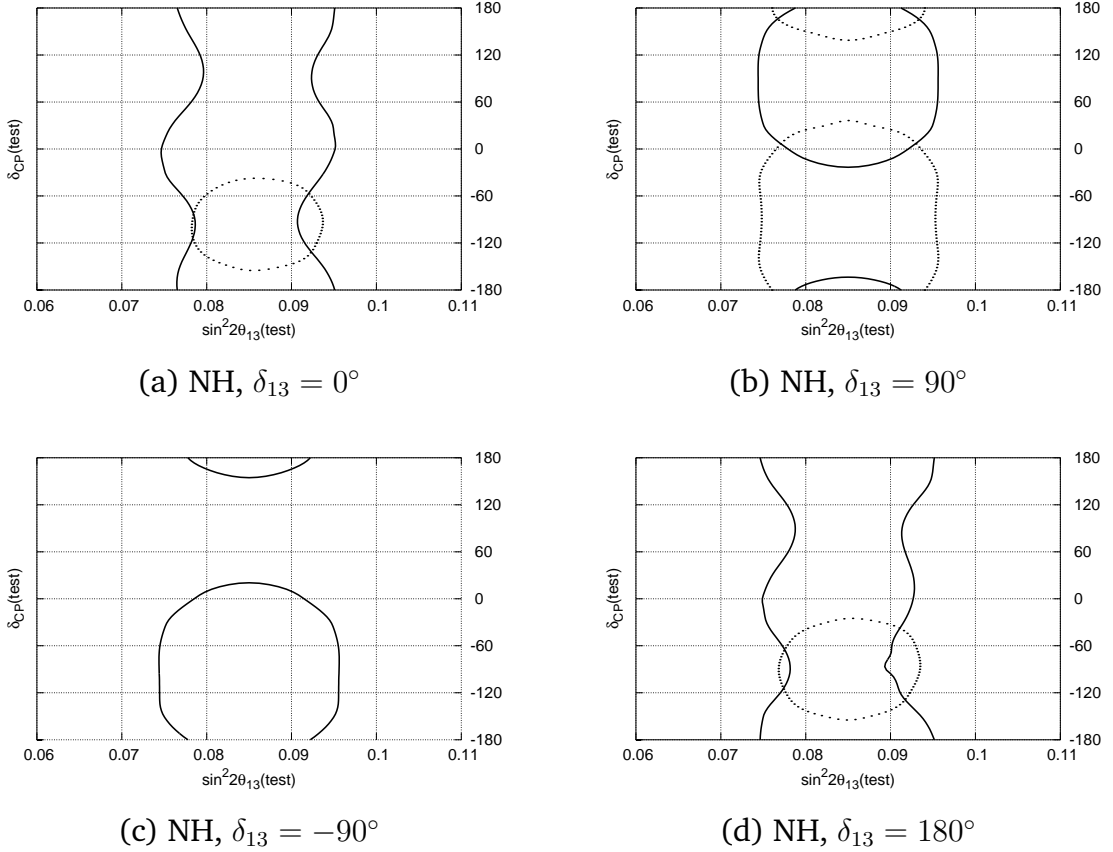 180
120
60
0
-60
-120
-180
δCP(test)
0.06 0.07 0.08 0.09 0.1 0.11
sin²2θ₁₃(test)
(a) NH, δ₁₃ = 0°
180
120
60
0
-60
-120
-180
δCP(test)
0.06 0.07 0.08 0.09 0.1 0.11
sin²2θ₁₃(test)
(b) NH, δ₁₃ = 90°
180
120
60
0
-60
-120
-180
δCP(test)
0.06 0.07 0.08 0.09 0.1 0.11
sin²2θ₁₃(test)
(c) NH, δ₁₃ = −90°
180
120
60
0
-60
-120
-180
δCP(test)
0.06 0.07 0.08 0.09 0.1 0.11
sin²2θ₁₃(test)
(d) NH, δ₁₃ = 180°